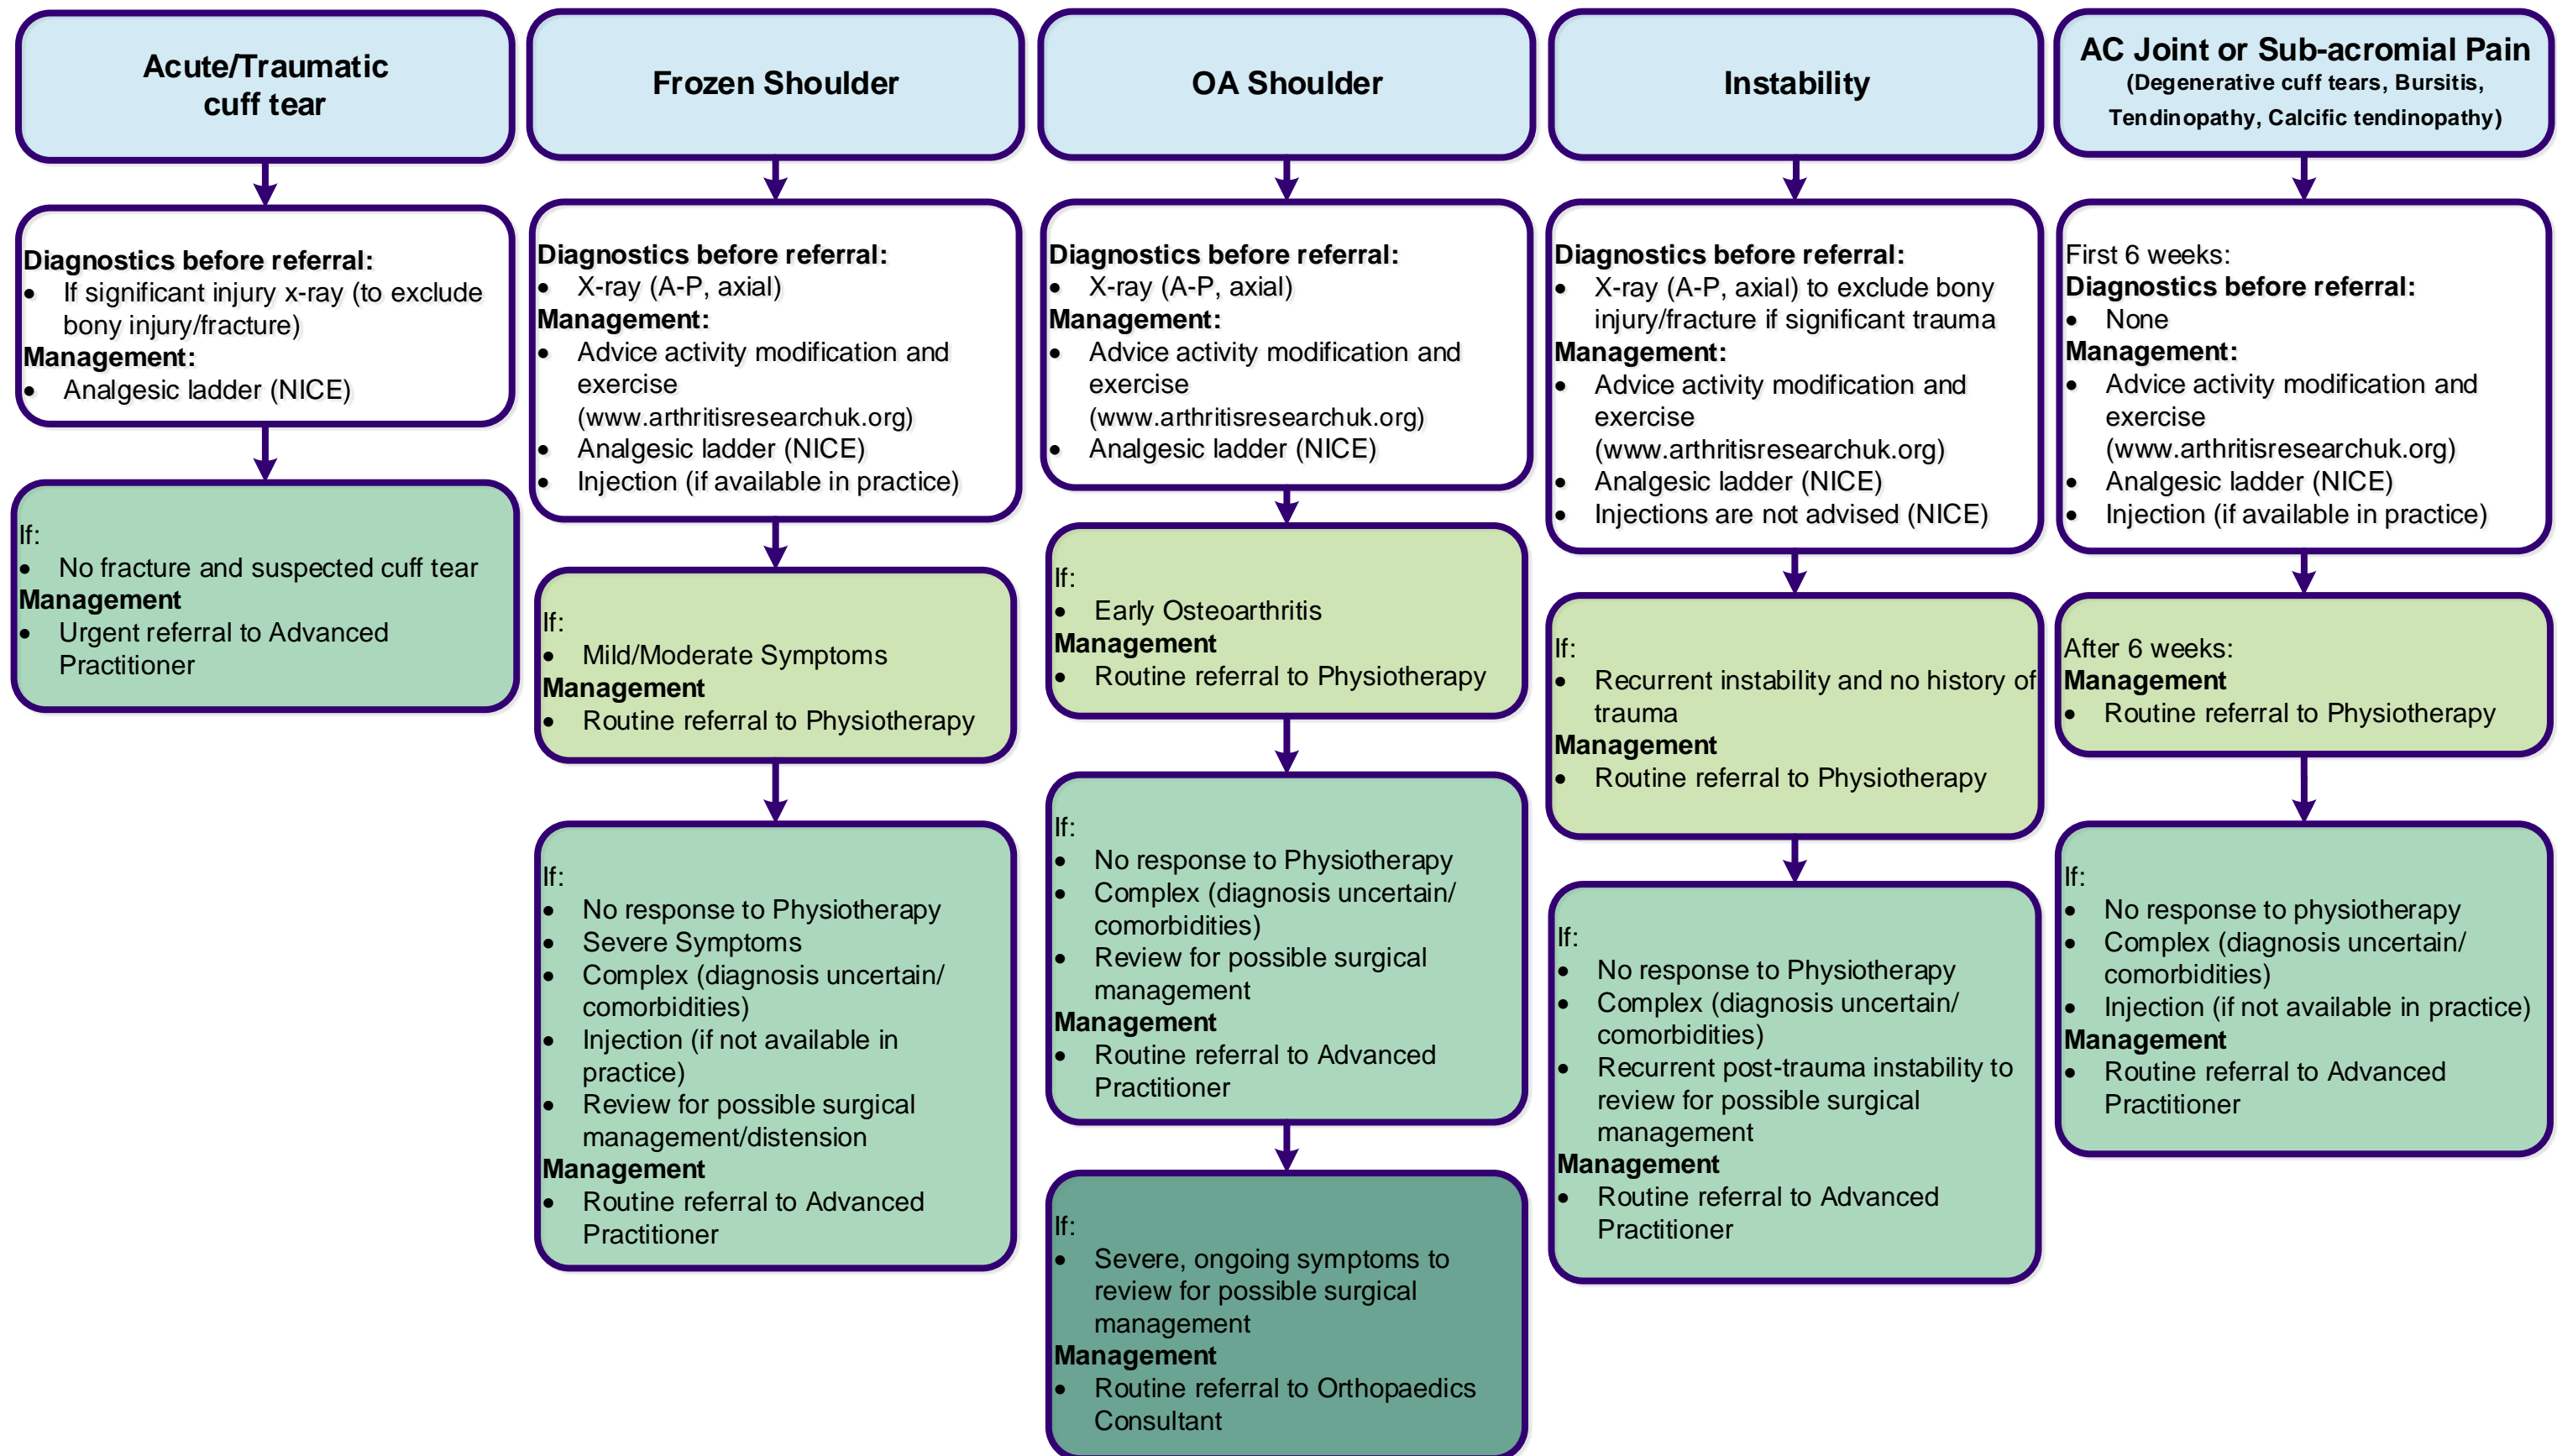 Acute/Traumatic
cuff tear
Diagnostics before referral:
• If significant injury x-ray (to exclude
bony injury/fracture)
Management:
• Analgesic ladder (NICE)
If:
• No fracture and suspected cuff tear
Management
• Urgent referral to Advanced
Practitioner
Frozen Shoulder
Diagnostics before referral:
• X-ray (A-P, axial)
Management:
• Advice activity modification and
exercise
(www.arthritisresearchuk.org)
• Analgesic ladder (NICE)
• Injection (if available in practice)
If:
• Mild/Moderate Symptoms
Management
• Routine referral to Physiotherapy
If:
• No response to Physiotherapy
• Severe Symptoms
• Complex (diagnosis uncertain/
comorbidities)
• Injection (if not available in
practice)
• Review for possible surgical
management/distension
Management
• Routine referral to Advanced
Practitioner
OA Shoulder
Diagnostics before referral:
• X-ray (A-P, axial)
Management:
• Advice activity modification and
exercise
(www.arthritisresearchuk.org)
• Analgesic ladder (NICE)
If:
• Early Osteoarthritis
Management
• Routine referral to Physiotherapy
If:
• No response to Physiotherapy
• Complex (diagnosis uncertain/
comorbidities)
• Review for possible surgical
management
Management
• Routine referral to Advanced
Practitioner
If:
• Severe, ongoing symptoms to
review for possible surgical
management
Management
• Routine referral to Orthopaedics
Consultant
Instability
Diagnostics before referral:
• X-ray (A-P, axial) to exclude bony
injury/fracture if significant trauma
Management:
• Advice activity modification and
exercise
(www.arthritisresearchuk.org)
• Analgesic ladder (NICE)
• Injections are not advised (NICE)
If:
• Recurrent instability and no history of
trauma
Management
• Routine referral to Physiotherapy
If:
• No response to Physiotherapy
• Complex (diagnosis uncertain/
comorbidities)
• Recurrent post-trauma instability to
review for possible surgical
management
Management
• Routine referral to Advanced
Practitioner
AC Joint or Sub-acromial Pain
(Degenerative cuff tears, Bursitis,
Tendinopathy, Calcific tendinopathy)
First 6 weeks:
Diagnostics before referral:
• None
Management:
• Advice activity modification and
exercise
(www.arthritisresearchuk.org)
• Analgesic ladder (NICE)
• Injection (if available in practice)
After 6 weeks:
Management
• Routine referral to Physiotherapy
If:
• No response to physiotherapy
• Complex (diagnosis uncertain/
comorbidities)
• Injection (if not available in practice)
Management
• Routine referral to Advanced
Practitioner